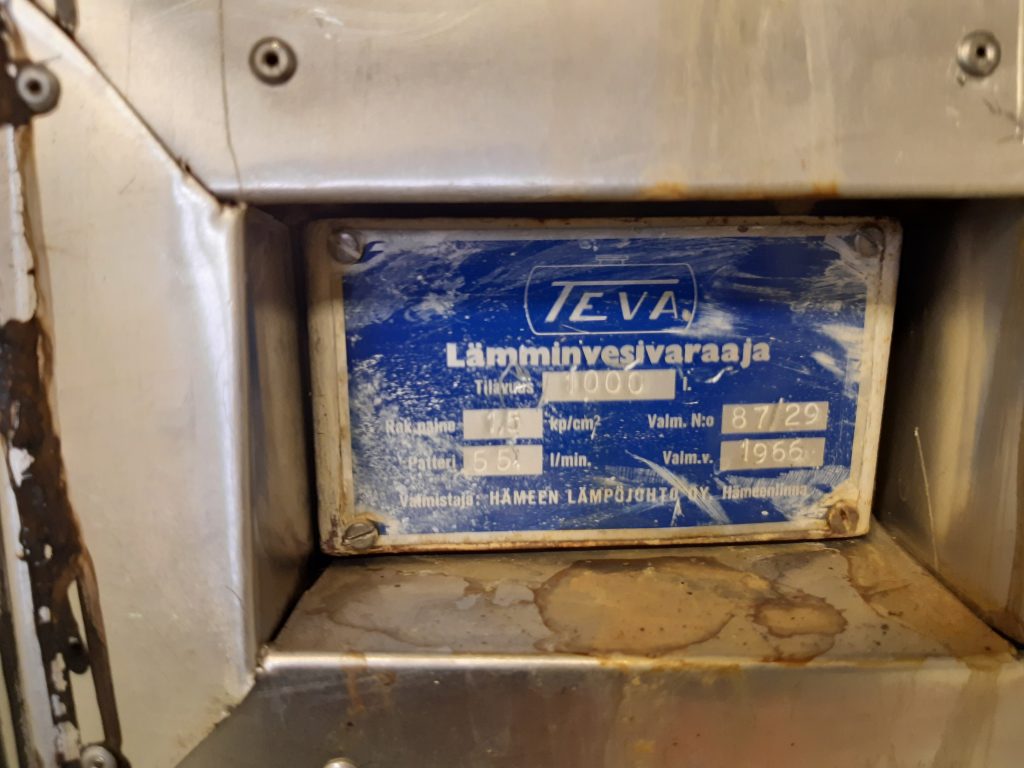 TEVA.
Lämminvesivaraaja
Tilavuus 1000 l.
Rak.paine 1,5 kp/cm² Valm. N:o 87/29
Patteri 55 l/min. Valm.v. 1966
Valmistaja: HÄMEEN LÄMPÖJOHTO OY, Hämeenlinna